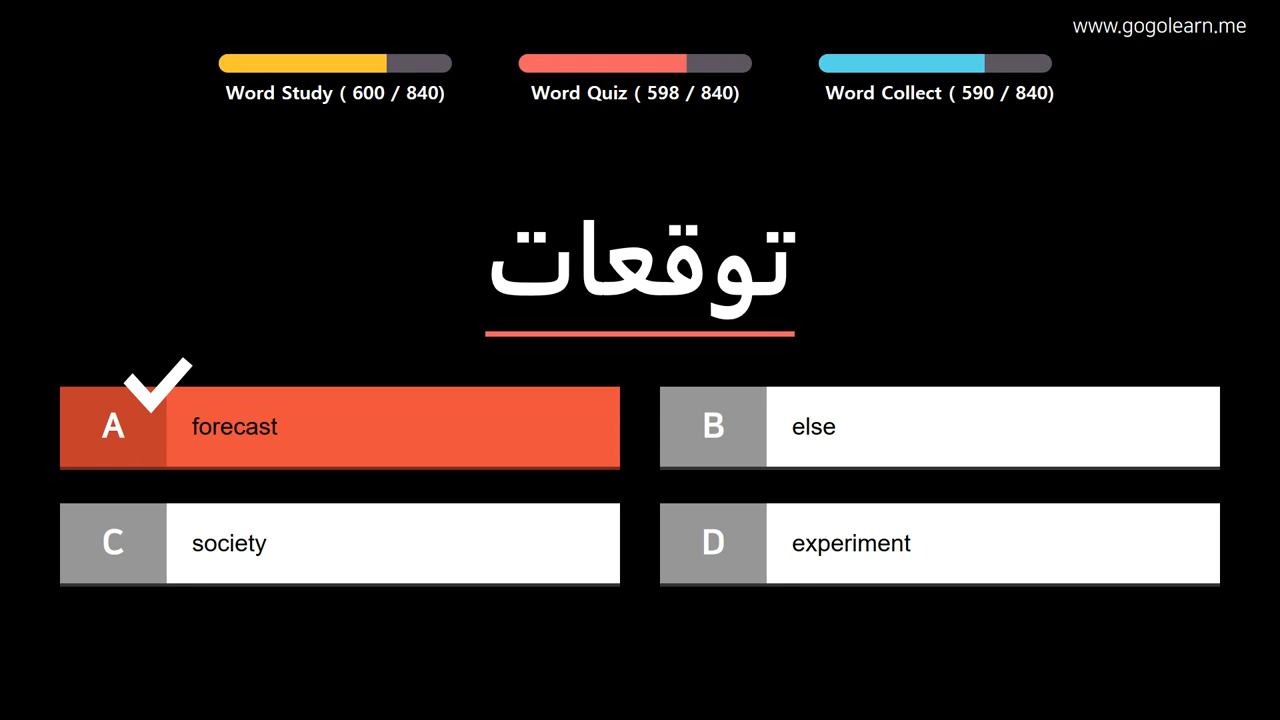 www.gogolearn.me
Word Study ( 600 / 840)
Word Quiz ( 598 / 840)
Word Collect ( 590 / 840)
توقعات
A forecast
B else
C society
D experiment